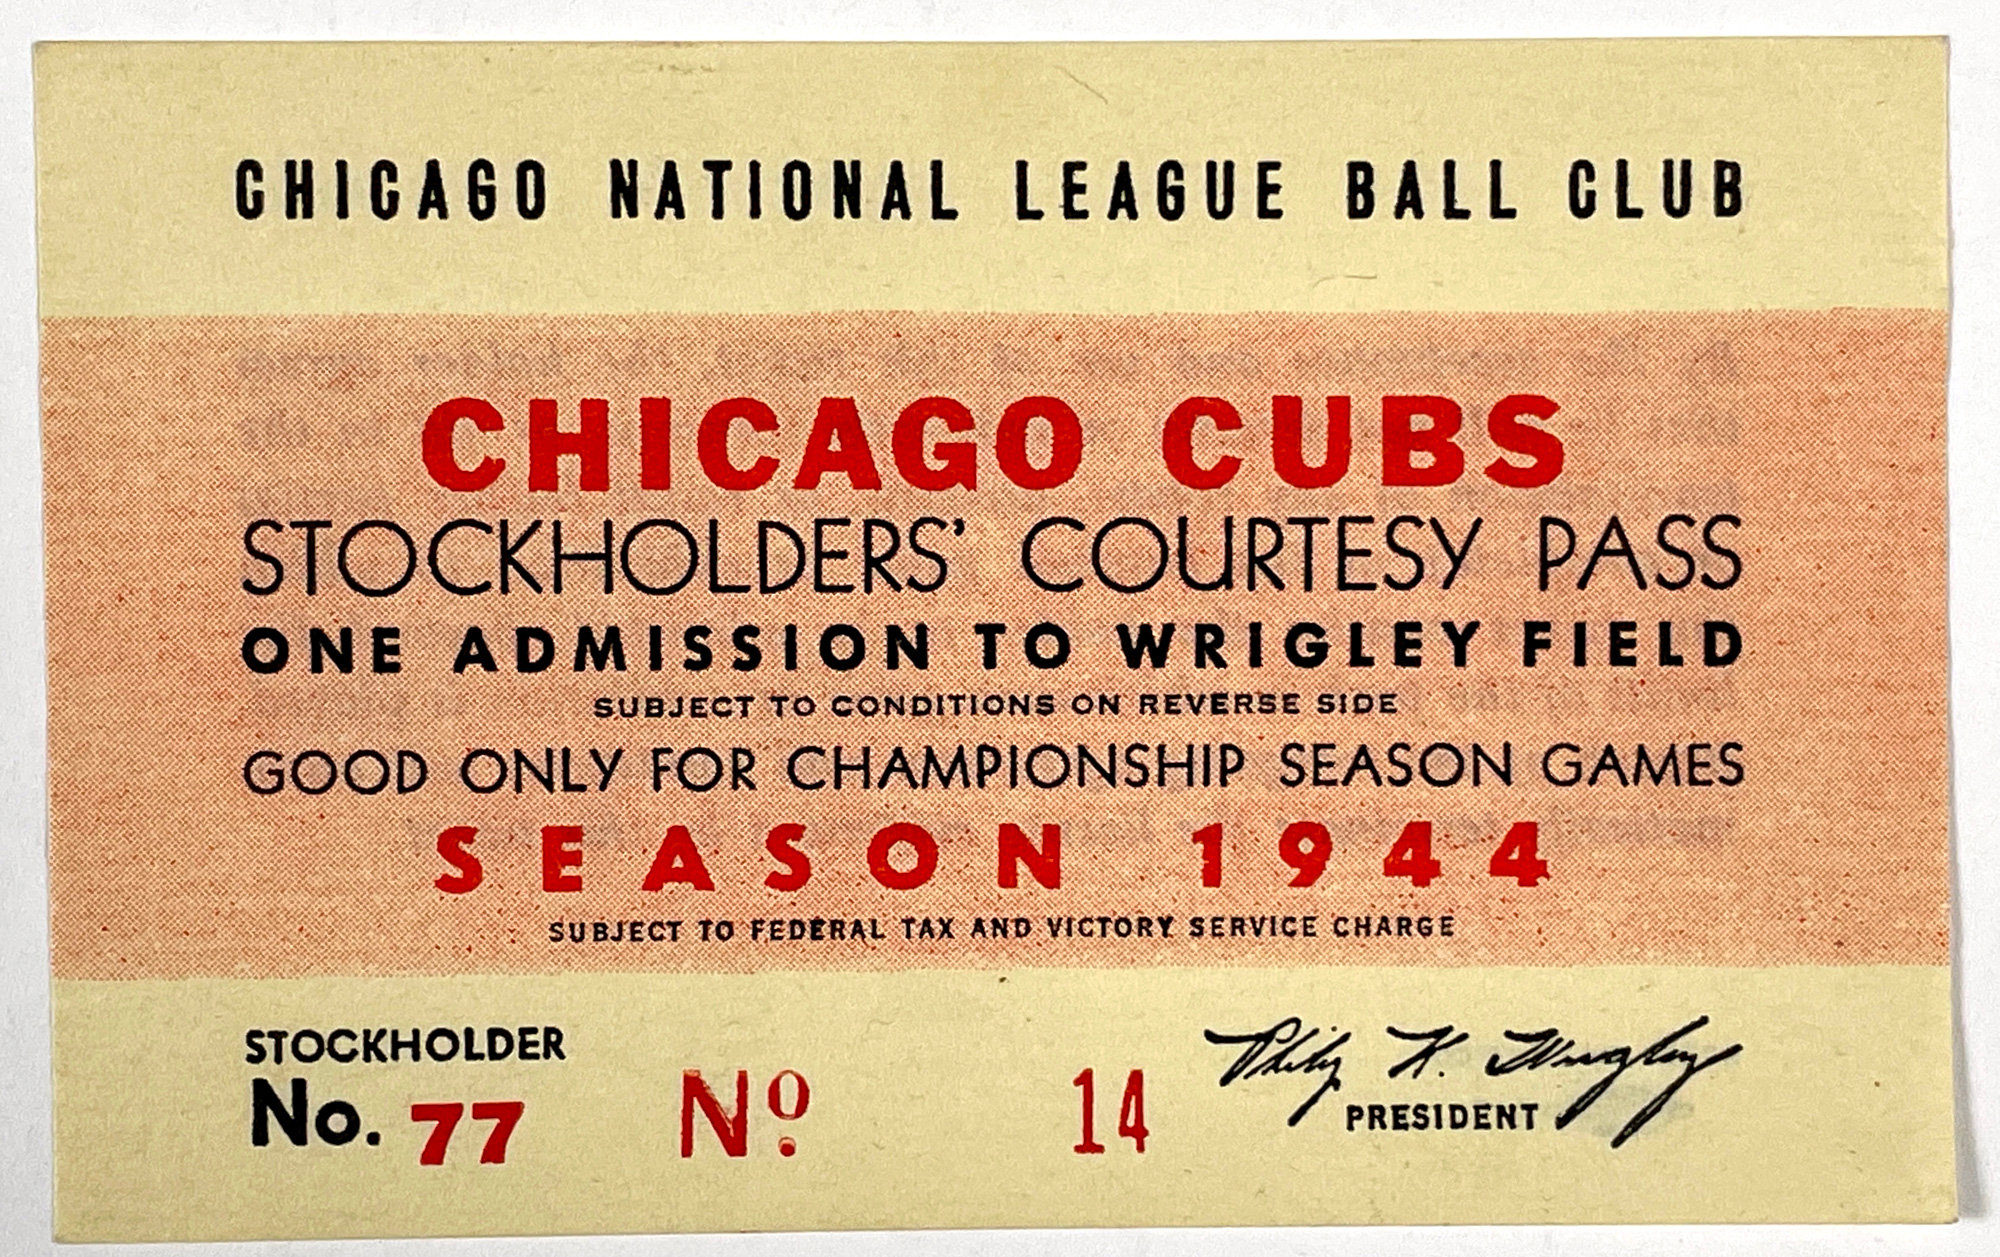 CHICAGO NATIONAL LEAGUE BALL CLUB
CHICAGO CUBS
STOCKHOLDERS' COURTESY PASS
ONE ADMISSION TO WRIGLEY FIELD
SUBJECT TO CONDITIONS ON REVERSE SIDE
GOOD ONLY FOR CHAMPIONSHIP SEASON GAMES
SEASON 1944
SUBJECT TO FEDERAL TAX AND VICTORY SERVICE CHARGE
STOCKHOLDER
No. 77
Nº 14
Philip K. Wrigley
PRESIDENT